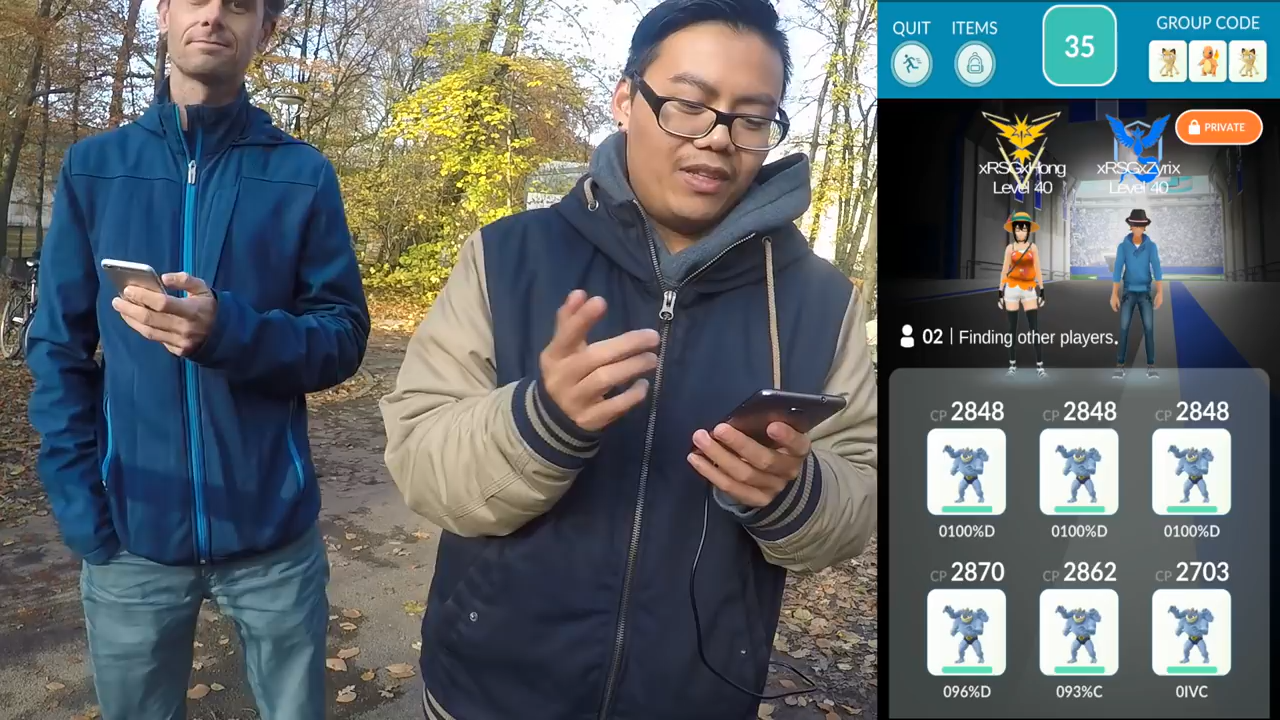 QUIT
ITEMS
35
GROUP CODE
PRIVATE
xRSGxHong
Level 40
xRSGxZyrix
Level 40
02 | Finding other players.
CP 2848
CP 2848
CP 2848
0100%D
0100%D
0100%D
CP 2870
CP 2862
CP 2703
096%D
093%C
0IVC